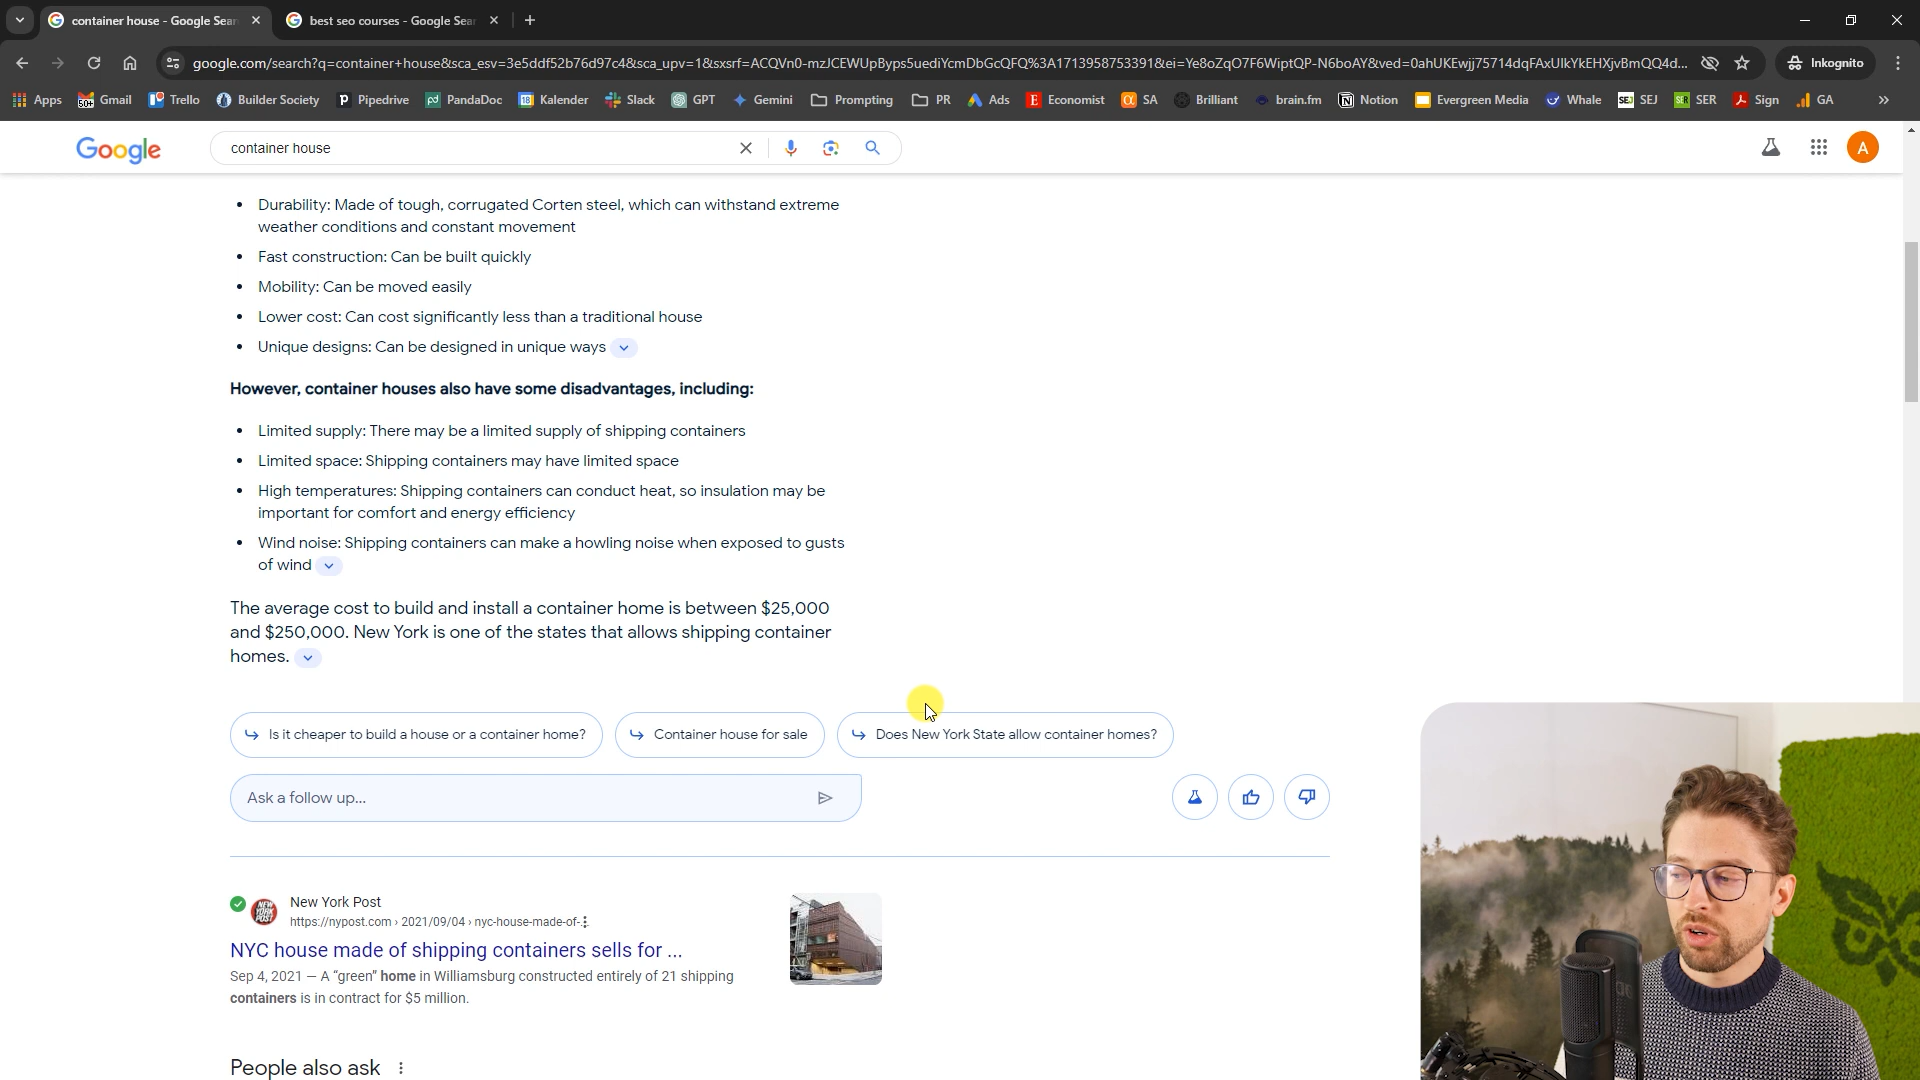 container house - Google Sear
best seo courses - Google Sear
google.com/search?q=container+house&sca_esv=3e5ddf52b76d97c4&sca_upv=1&sxsrf=ACQVn0-mzJCEWUpByps5uediYcmDbGcQFQ%3A1713958753391&ei=Ye8oZqO7F6WiptQP-N6boAY&ved=0ahUKEwjj75714dqFAxUlkYkEHXjvBmQQ4d...
Inkognito
Apps
50+
Gmail
Trello
Builder Society
Pipedrive
PandaDoc
Kalender
Slack
GPT
Gemini
Prompting
PR
Ads
Economist
SA
Brilliant
brain.fm
Notion
Evergreen Media
Whale
SEJ
SER
Sign
GA
Google
container house
A
• Durability: Made of tough, corrugated Corten steel, which can withstand extreme
weather conditions and constant movement
• Fast construction: Can be built quickly
• Mobility: Can be moved easily
• Lower cost: Can cost significantly less than a traditional house
• Unique designs: Can be designed in unique ways
However, container houses also have some disadvantages, including:
• Limited supply: There may be a limited supply of shipping containers
• Limited space: Shipping containers may have limited space
• High temperatures: Shipping containers can conduct heat, so insulation may be
important for comfort and energy efficiency
• Wind noise: Shipping containers can make a howling noise when exposed to gusts
of wind
The average cost to build and install a container home is between $25,000
and $250,000. New York is one of the states that allows shipping container
homes.
Is it cheaper to build a house or a container home?
Container house for sale
Does New York State allow container homes?
Ask a follow up...
NEW YORK POST
New York Post
https://nypost.com › 2021/09/04 › nyc-house-made-of-
NYC house made of shipping containers sells for ...
Sep 4, 2021 — A “green” home in Williamsburg constructed entirely of 21 shipping
containers is in contract for $5 million.
People also ask